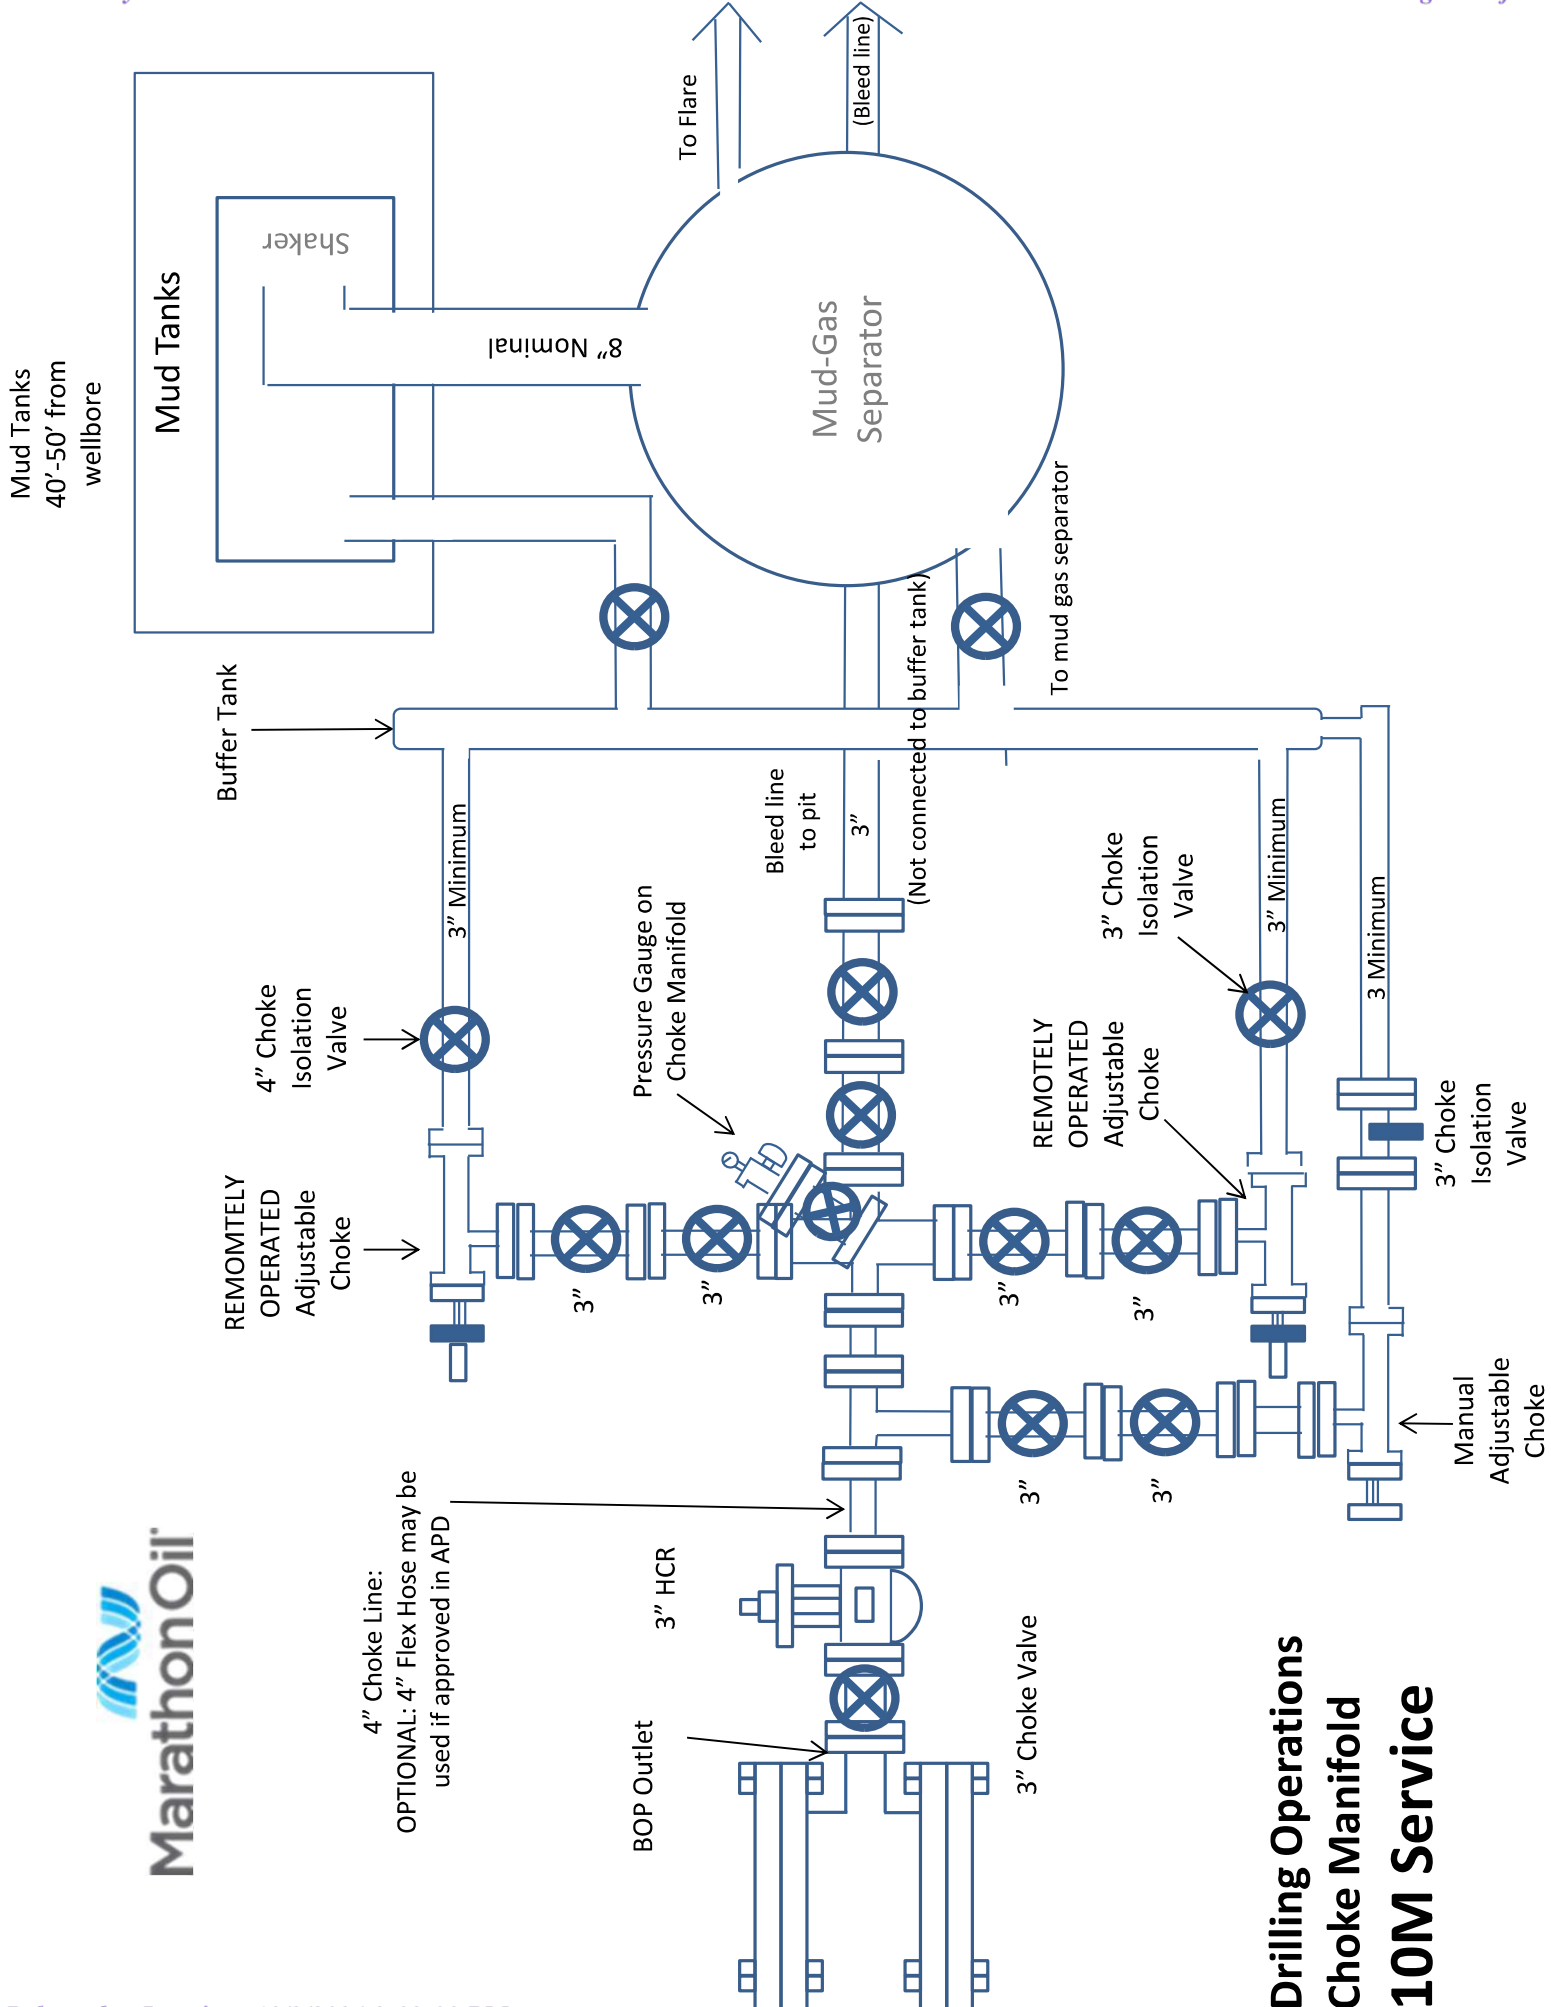 MarathonOil
Drilling Operations
Choke Manifold
10M Service
Mud Tanks
40’-50’ from
wellbore
Mud Tanks
Shaker
8” Nominal
To Flare
(Bleed line)
Mud-Gas
Separator
To mud gas separator
Buffer Tank
3” Minimum
Bleed line
to pit
3”
(Not connected to buffer tank)
4” Choke
Isolation
Valve
Pressure Gauge on
Choke Manifold
3” Choke
Isolation
Valve
3” Minimum
3 Minimum
REMOTELY
OPERATED
Adjustable
Choke
3” Choke
Isolation
Valve
REMOMTELY
OPERATED
Adjustable
Choke
3”
3”
3”
3”
3”
3”
Manual
Adjustable
Choke
4” Choke Line:
OPTIONAL: 4” Flex Hose may be
used if approved in APD
3” HCR
BOP Outlet
3” Choke Valve